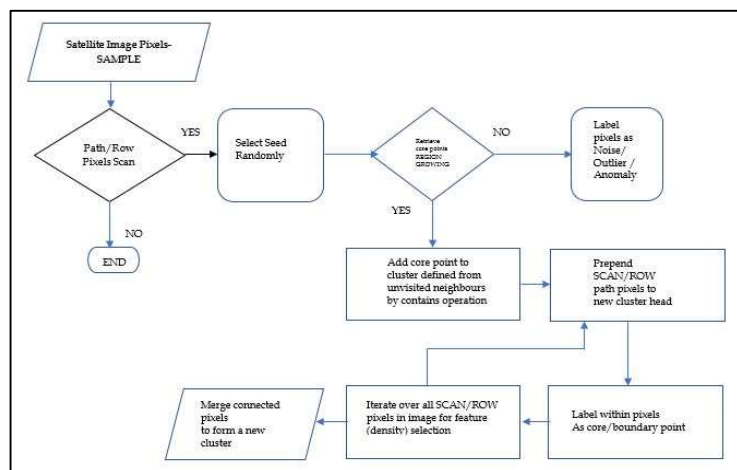 Satellite Image Pixels-
SAMPLE
Path/Row
Pixels Scan
YES
Select Seed
Randomly
Retrieve
core points
REGION
GROWING
NO
Label
pixels as
Noise/
Outlier /
Anomaly
NO
END
YES
Add core point to
cluster defined from
unvisited neighbours
by contains operation
Prepend
SCAN/ROW
path pixels to
new cluster head
Merge connected
pixels
to form a new
cluster
Iterate over all SCAN/ROW
pixels in image for feature
(density) selection
Label within pixels
As core/boundary point